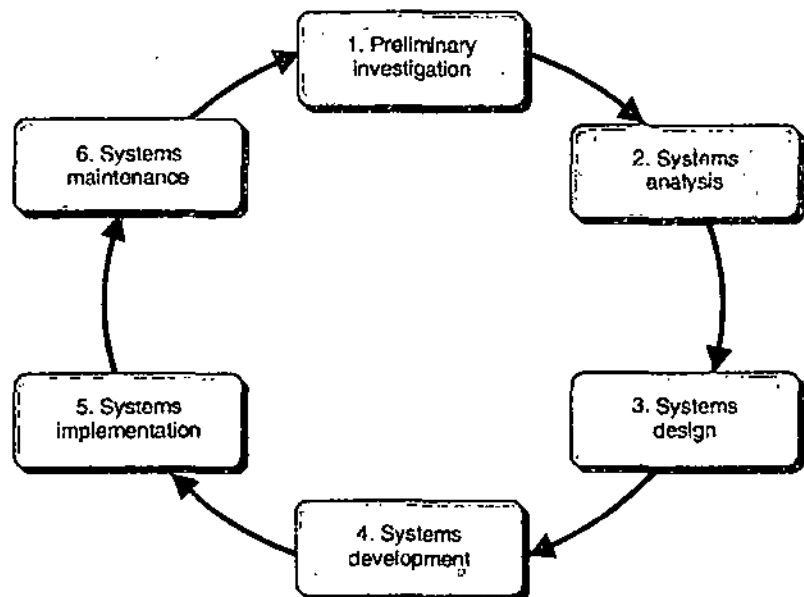 1. Preliminary
investigation
2. Systems
analysis
3. Systems
design
4. Systems
development
5. Systems
implementation
6. Systems
maintenance